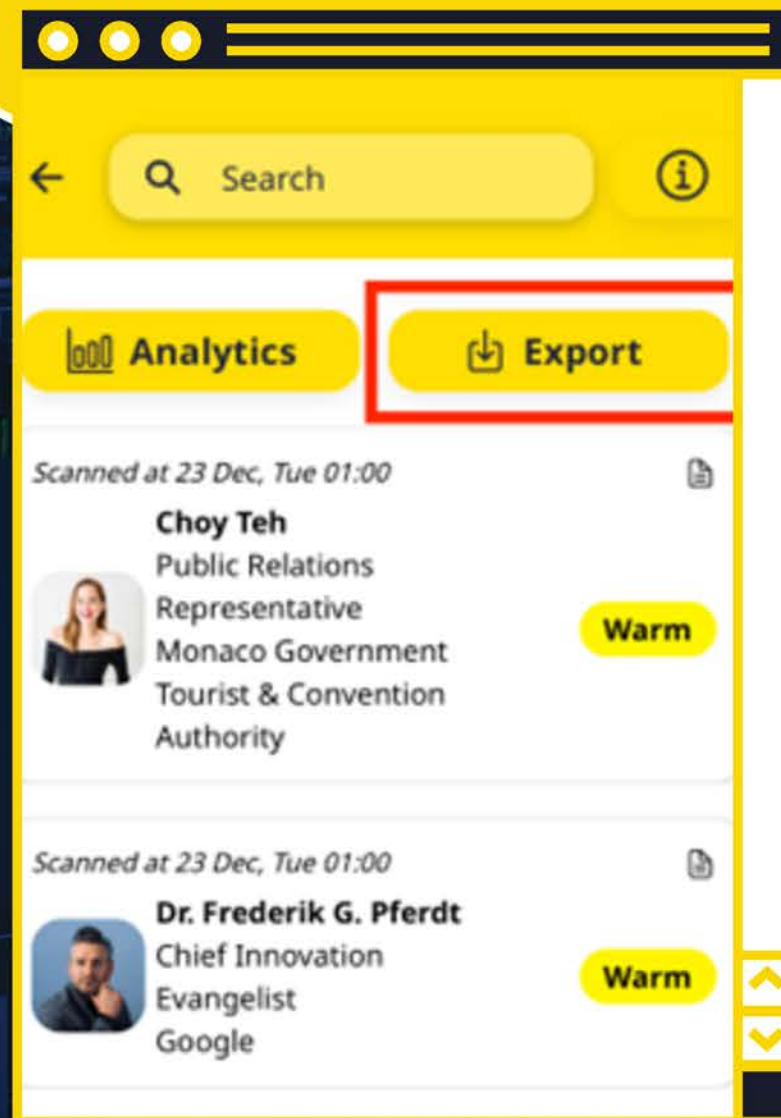 Search
Analytics
Export
Scanned at 23 Dec, Tue 01:00
Choy Teh
Public Relations
Representative
Monaco Government
Tourist & Convention
Authority
Warm
Scanned at 23 Dec, Tue 01:00
Dr. Frederik G. Pferdt
Chief Innovation
Evangelist
Google
Warm